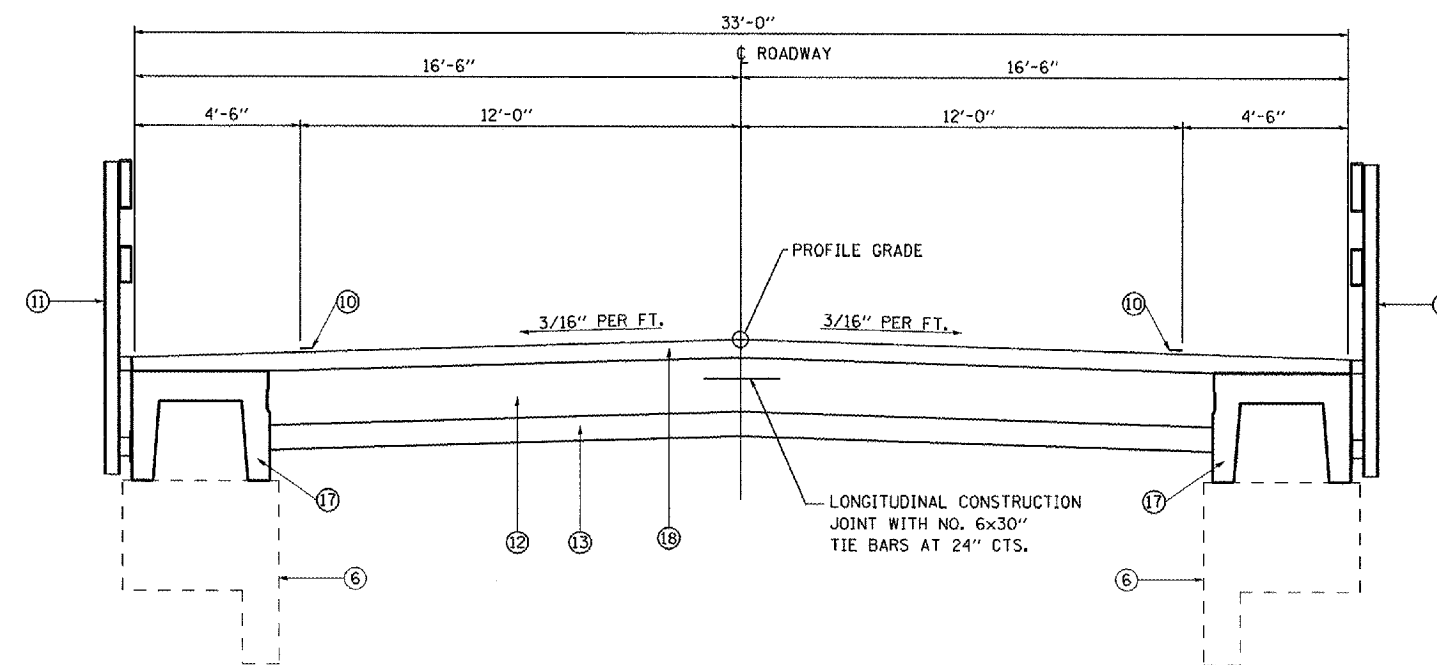 33'-0"
℄ ROADWAY
16'-6" 16'-6"
4'-6" 12'-0" 12'-0" 4'-6"
PROFILE GRADE
11 10 3/16" PER FT. 3/16" PER FT. 10
17 12 13 18 17
LONGITUDINAL CONSTRUCTION
JOINT WITH NO. 6x30"
TIE BARS AT 24" CTS.
6 6